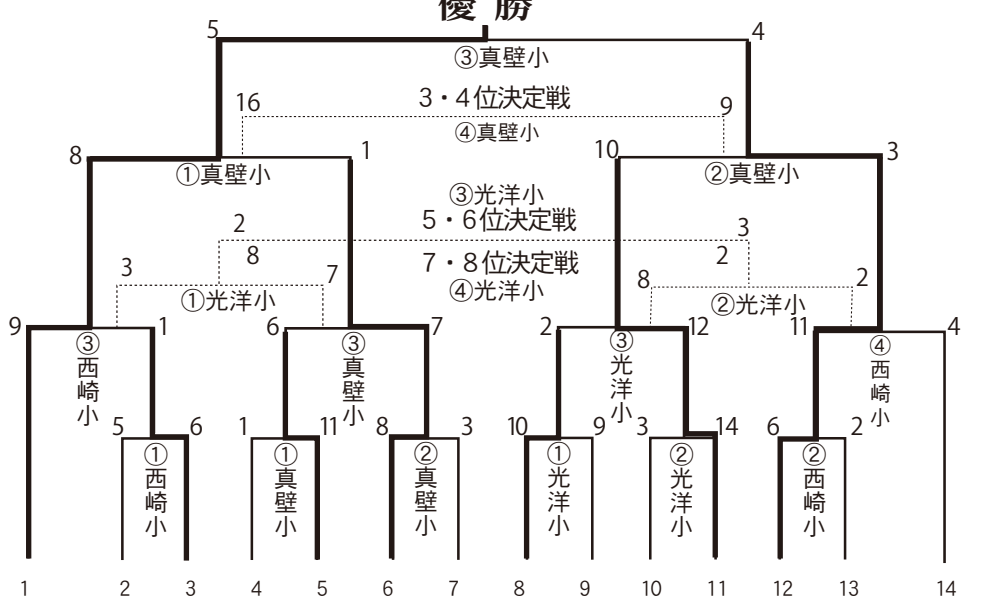 優 勝
5 4
③真壁小
3・4位決定戦
16 9
④真壁小
8 1 10 3
①真壁小 ②真壁小
③光洋小
5・6位決定戦
2 3
8 2
7・8位決定戦
④光洋小
3 7 8 2
①光洋小 ②光洋小
9 1 6 7 2 12 11 4
③西崎小 ③真壁小 ③光洋小 ④西崎小
5 6 1 11 8 3 10 9 3 14 6 2
①西崎小 ①真壁小 ②真壁小 ①光洋小 ②光洋小 ②西崎小
1 2 3 4 5 6 7 8 9 10 11 12 13 14